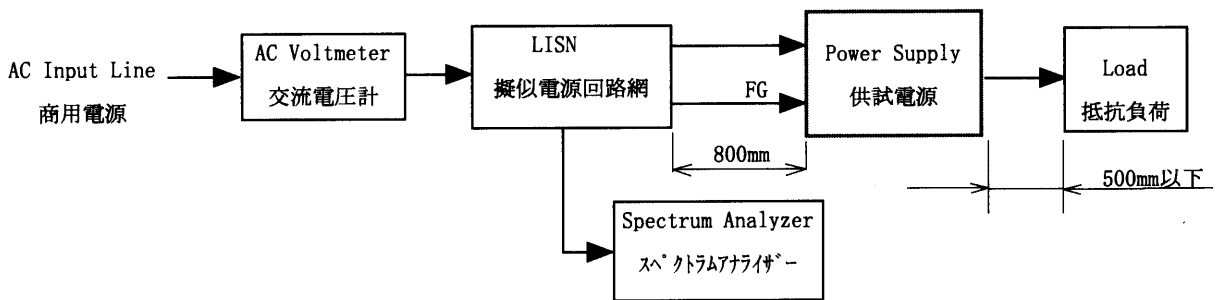 AC Input Line
商用電源
AC Voltmeter
交流電圧計
LISN
擬似電源回路網
FG
800mm
Power Supply
供試電源
Load
抵抗負荷
500mm以下
Spectrum Analyzer
ｽﾍﾟｸﾄﾗﾑｱﾅﾗｲｻﾞｰ